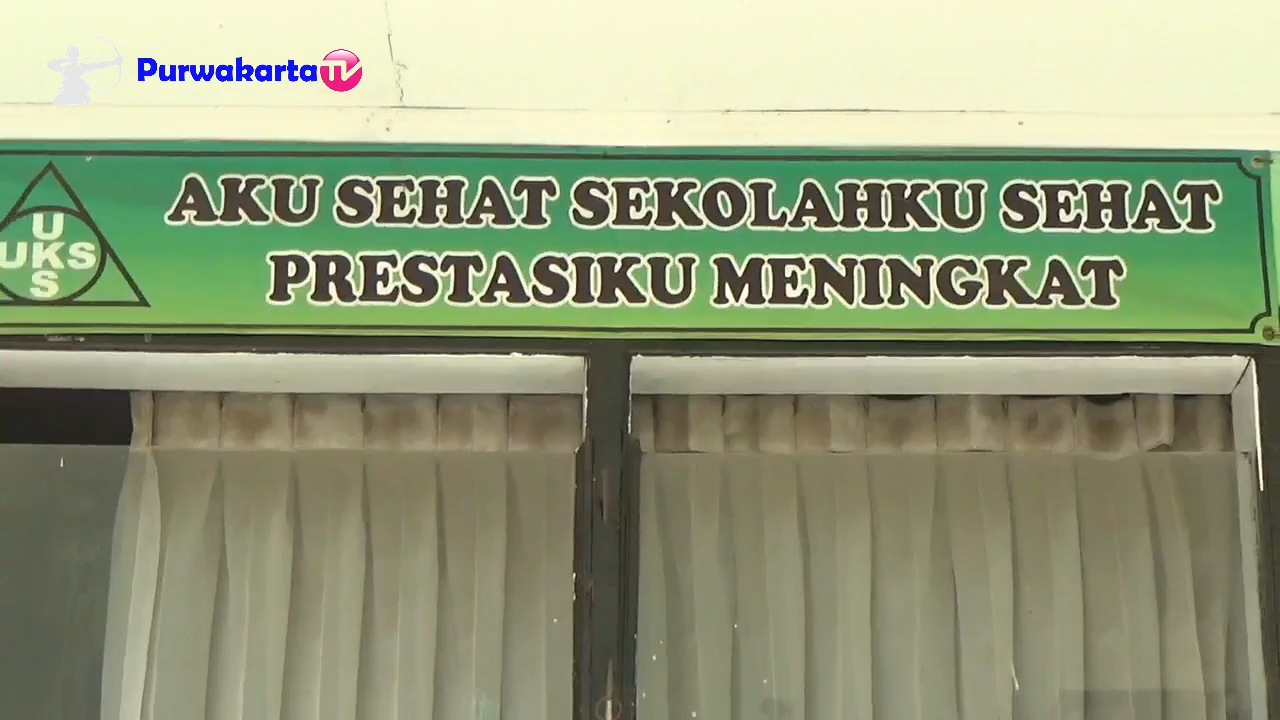 PurwakartaTV
AKU SEHAT SEKOLAHKU SEHAT
PRESTASIKU MENINGKAT
U
UKS
S